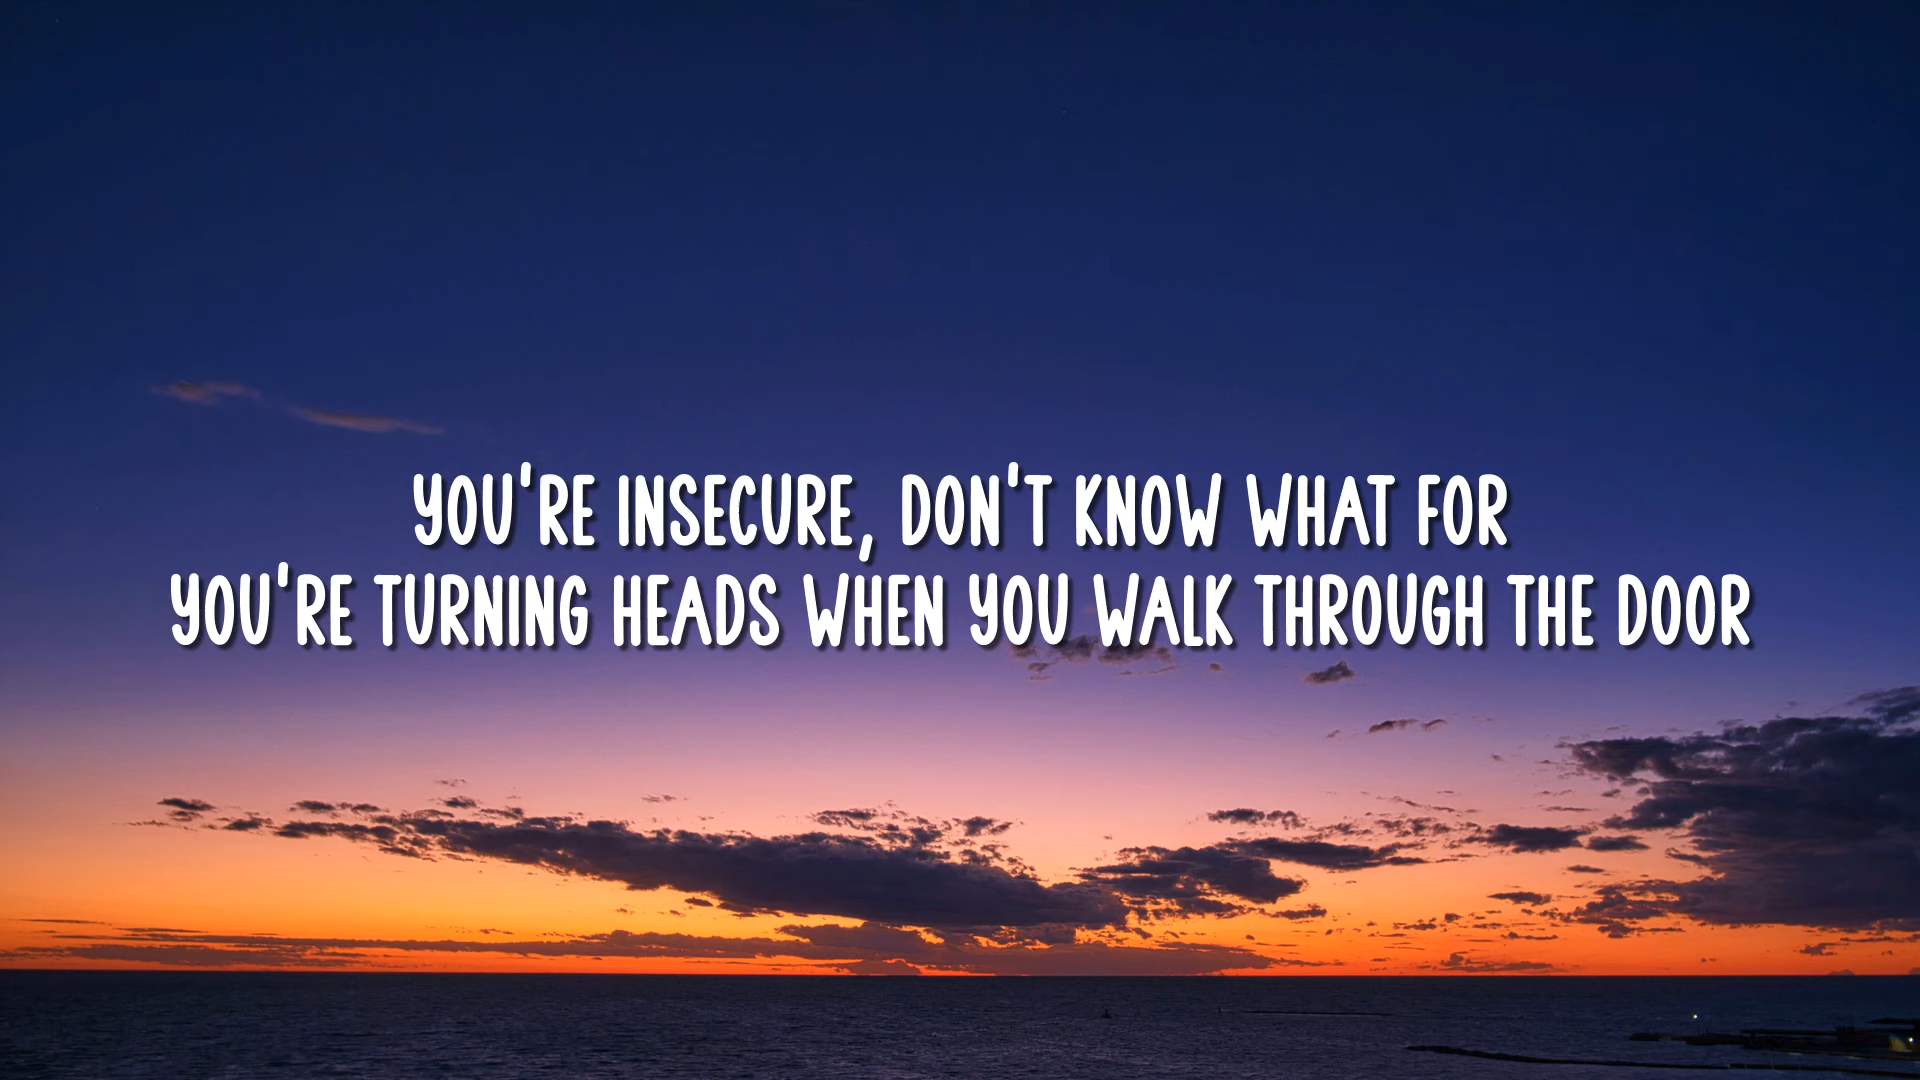 YOU'RE INSECURE, DON'T KNOW WHAT FOR
YOU'RE TURNING HEADS WHEN YOU WALK THROUGH THE DOOR